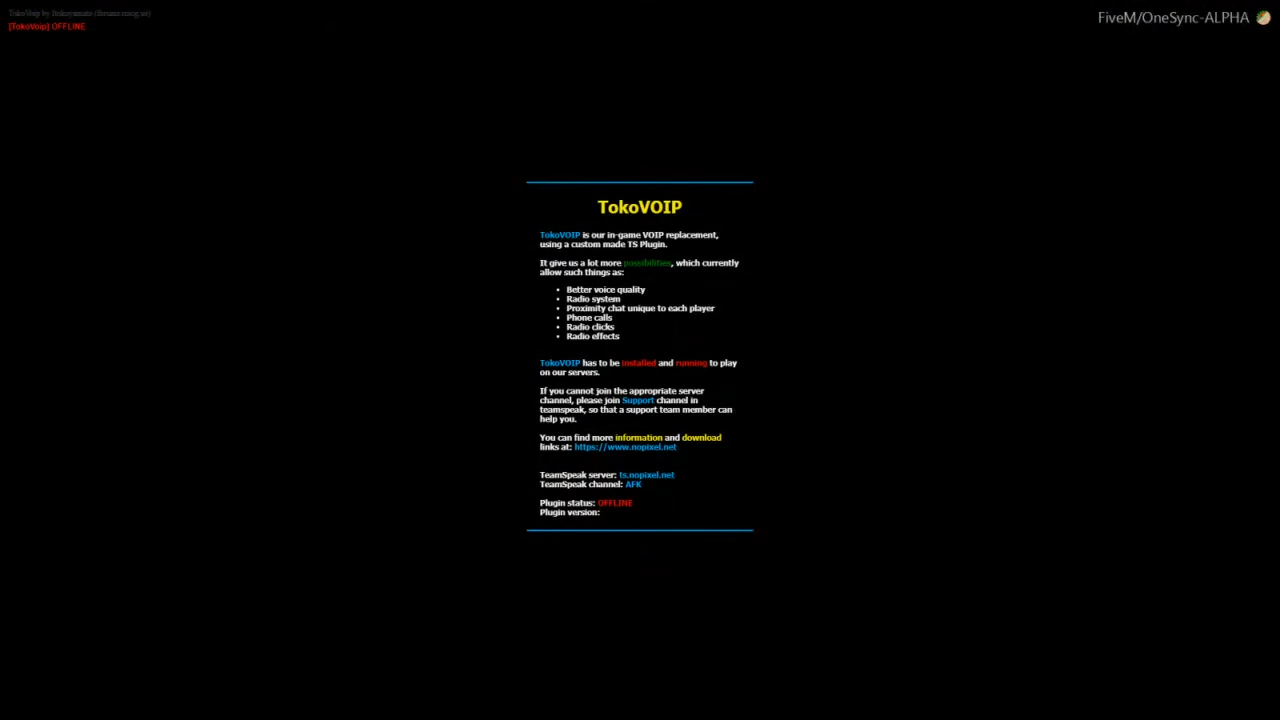 TokoVoip by Itokoyamato
[TokoVoip] OFFLINE
FiveM/OneSync-ALPHA
TokoVOIP
TokoVOIP is our in-game VOIP replacement,
using a custom made TS Plugin.
It give us a lot more possibilities, which currently
allow such things as:
• Better voice quality
• Radio system
• Proximity chat unique to each player
• Phone calls
• Radio clicks
• Radio effects
TokoVOIP has to be installed and running to play
on our servers.
If you cannot join the appropriate server
channel, please join Support channel in
teamspeak, so that a support team member can
help you.
You can find more information and download
links at: https://www.nopixel.net
TeamSpeak server: ts.nopixel.net
TeamSpeak channel: AFK
Plugin status: OFFLINE
Plugin version: